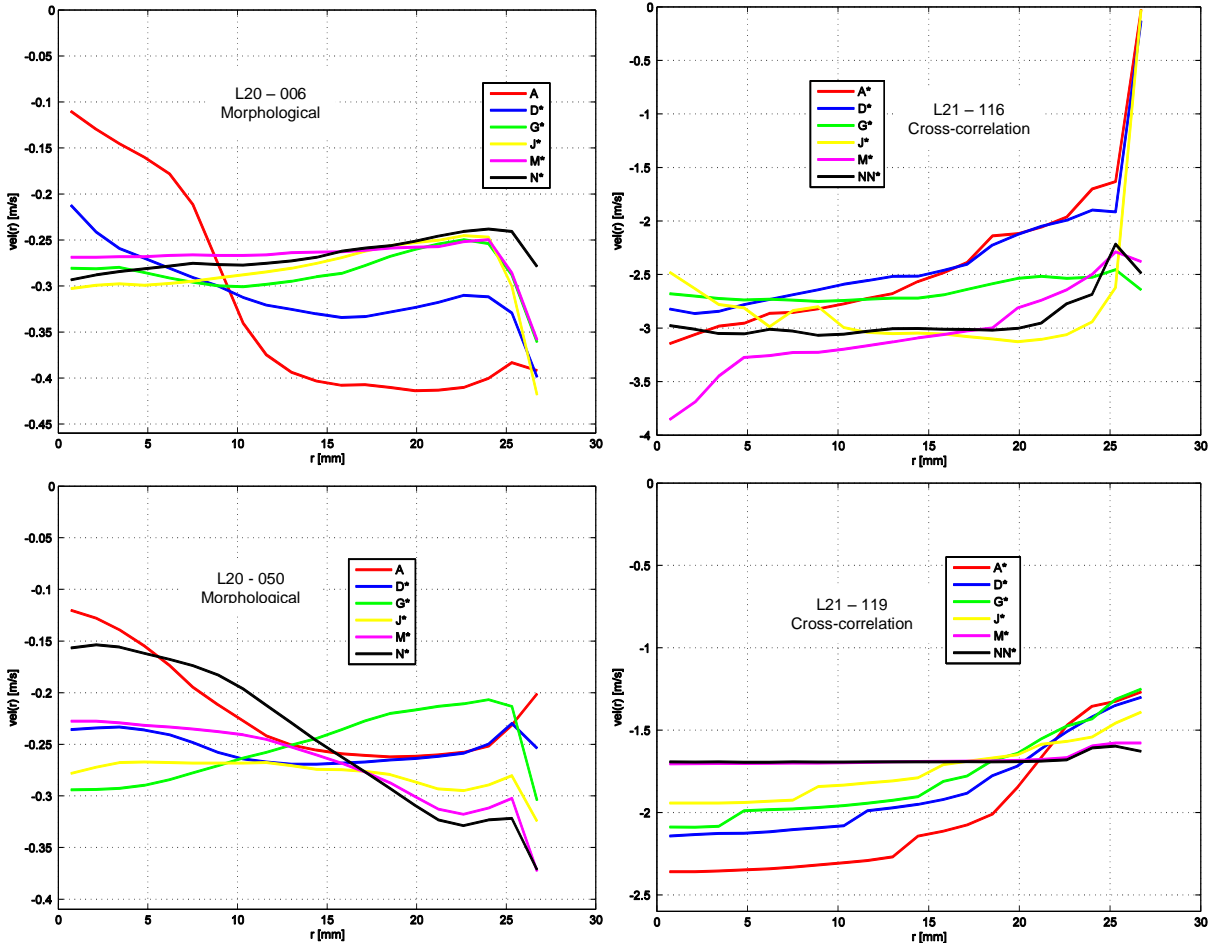 0
-0.05
-0.1
-0.15
-0.2
-0.25
-0.3
-0.35
-0.4
-0.45
vel(r) [m/s]
L20 – 006
Morphological
A
D*
G*
J*
M*
N*
0 5 10 15 20 25 30
r [mm]
0
-0.5
-1
-1.5
-2
-2.5
-3
-3.5
-4
vel(r) [m/s]
A*
D*
G*
J*
M*
NN*
L21 – 116
Cross-correlation
0 5 10 15 20 25 30
r [mm]
0
-0.05
-0.1
-0.15
-0.2
-0.25
-0.3
-0.35
-0.4
vel(r) [m/s]
L20 - 050
Morphological
A
D*
G*
J*
M*
N*
0 5 10 15 20 25 30
r [mm]
0
-0.5
-1
-1.5
-2
-2.5
vel(r) [m/s]
L21 – 119
Cross-correlation
A*
D*
G*
J*
M*
NN*
0 5 10 15 20 25 30
r [mm]